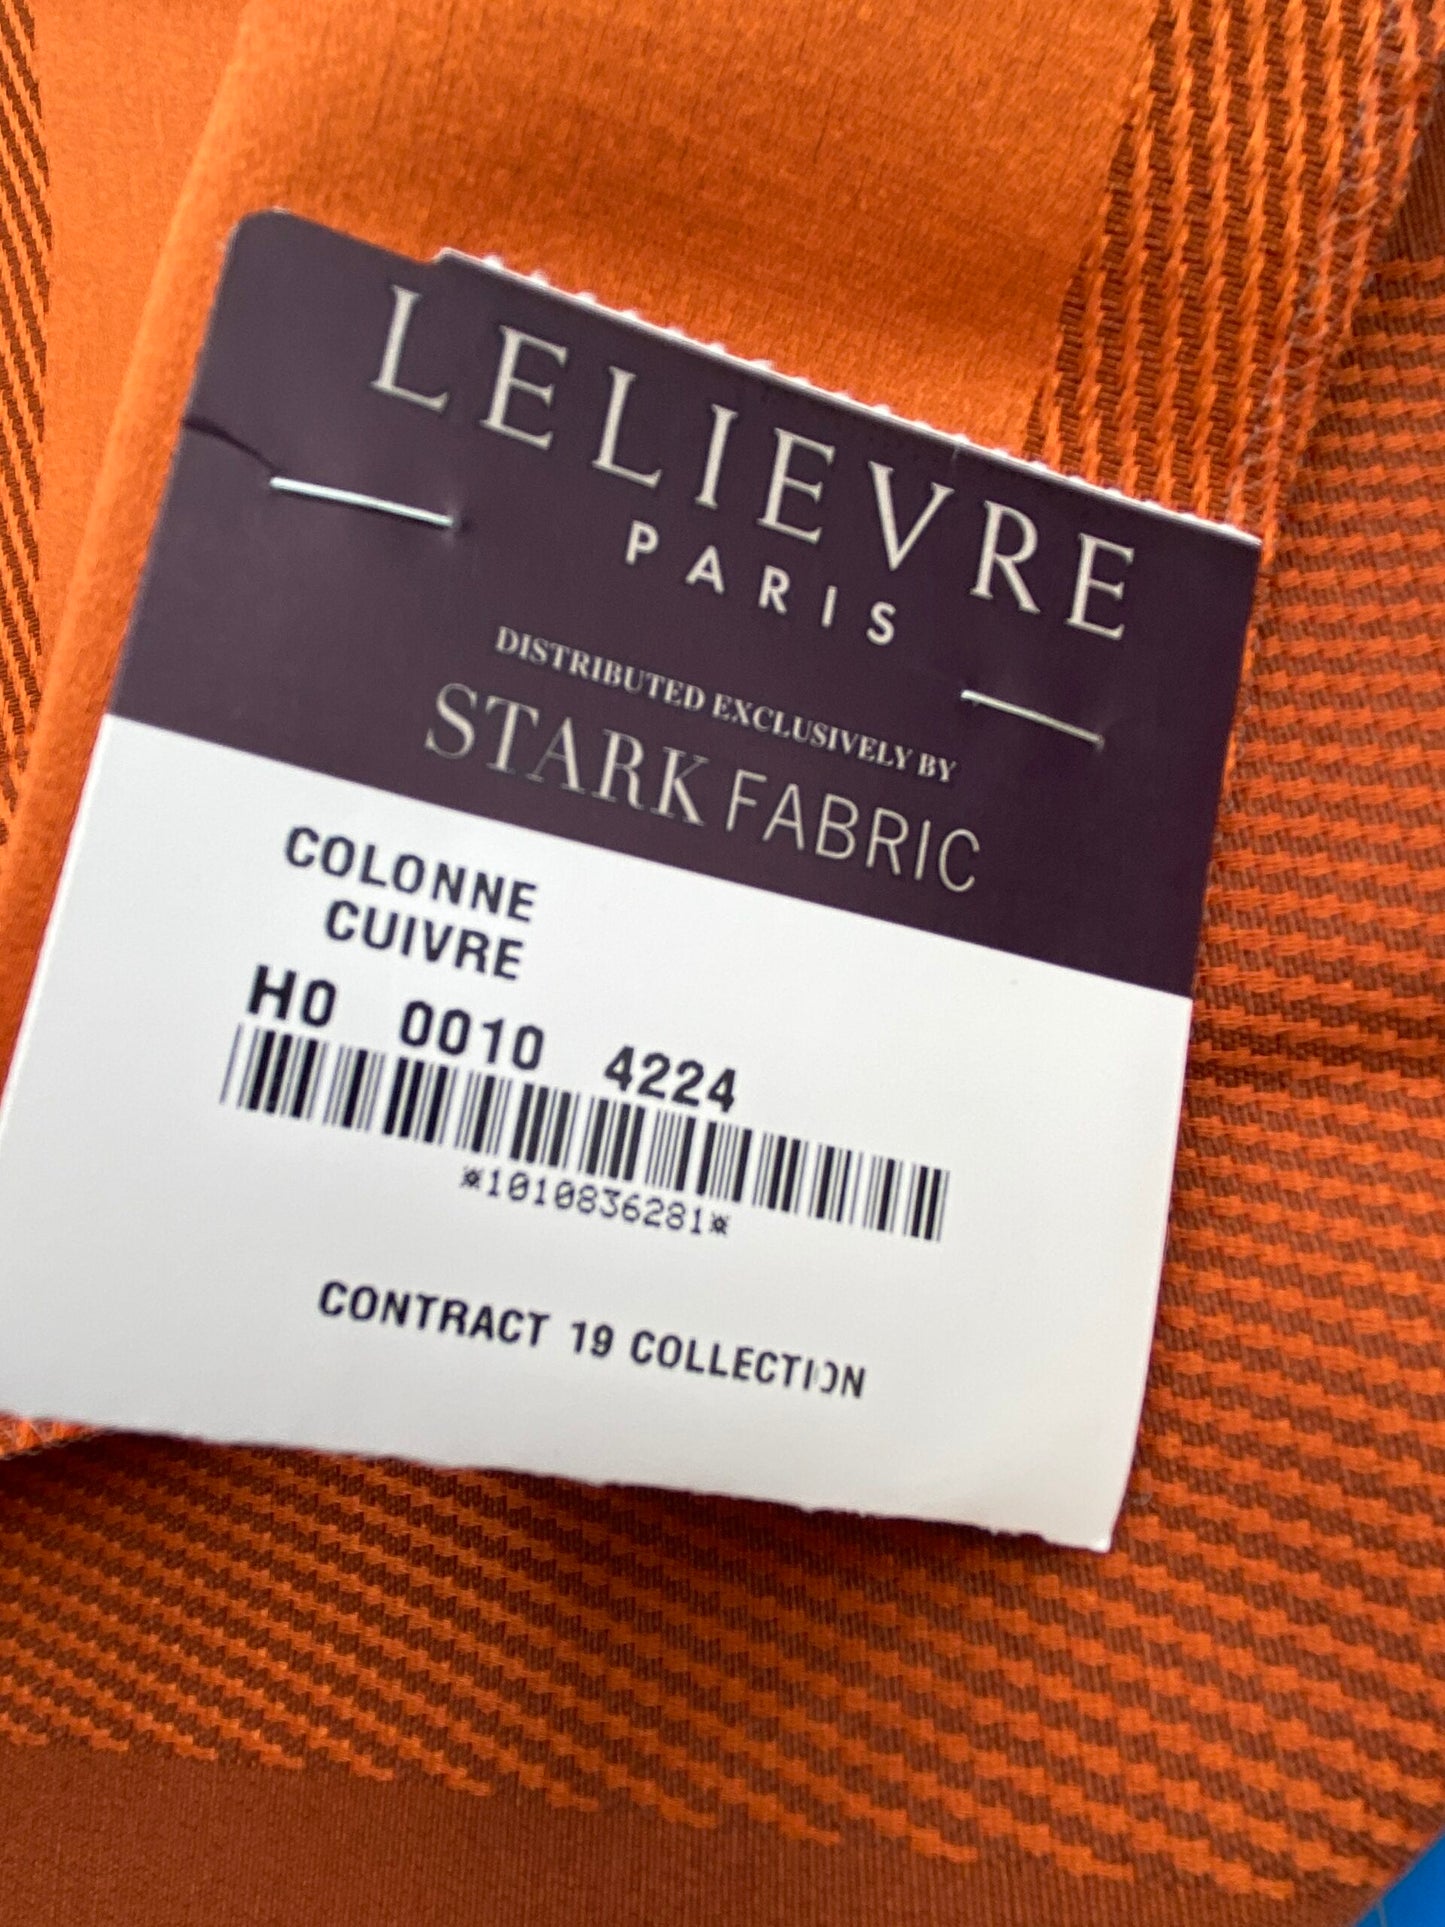 LELIEVRE
PARIS
DISTRIBUTED EXCLUSIVELY BY
STARK FABRIC
COLONNE
CUIVRE
H0 0010 4224
*1010836281*
CONTRACT 19 COLLECTION